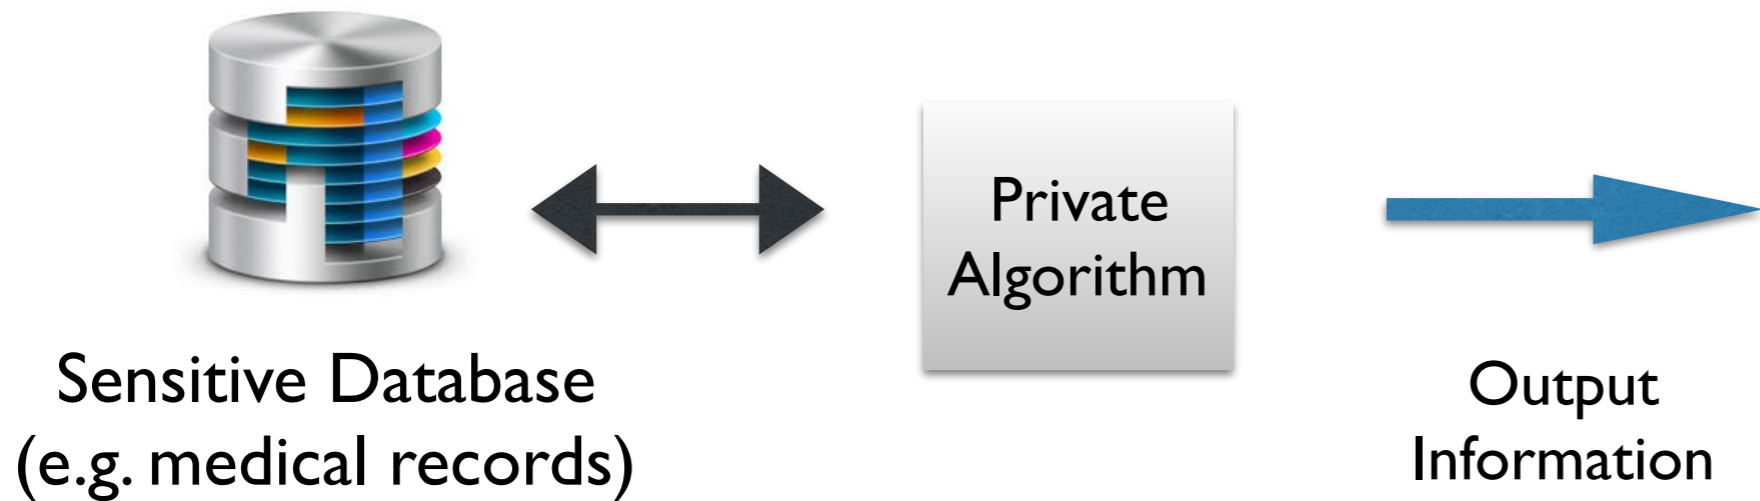 Sensitive Database
(e.g. medical records)
Private
Algorithm
Output
Information